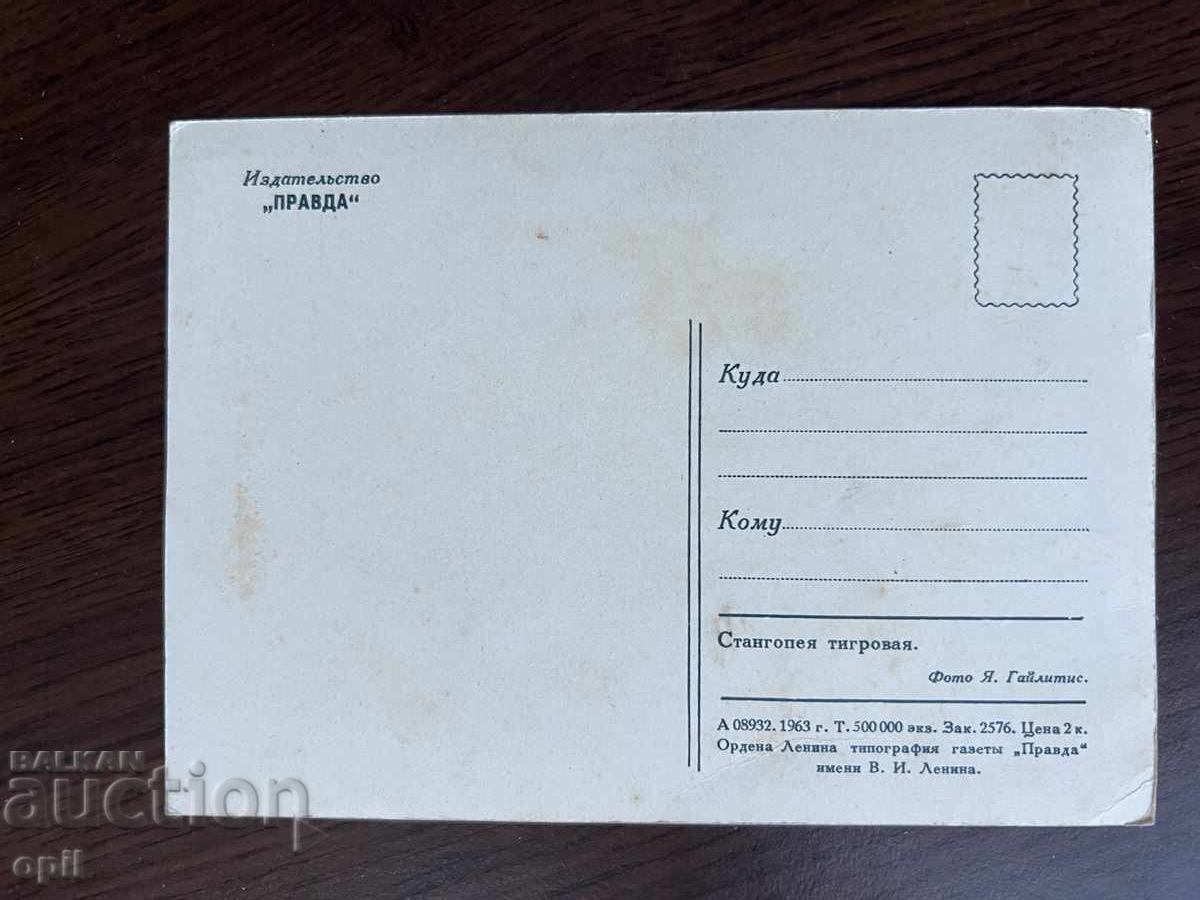 Издательство
„ПРАВДА“
Куда
Кому
Стангопея тигровая.
Фото Я. Гайлитис.
А 08932. 1963 г. Т. 500 000 экв. Зак. 2576. Цена 2 к.
Ордена Ленина типография газеты „Правда“
имени В. И. Ленина.
BALKAN
auction
opil